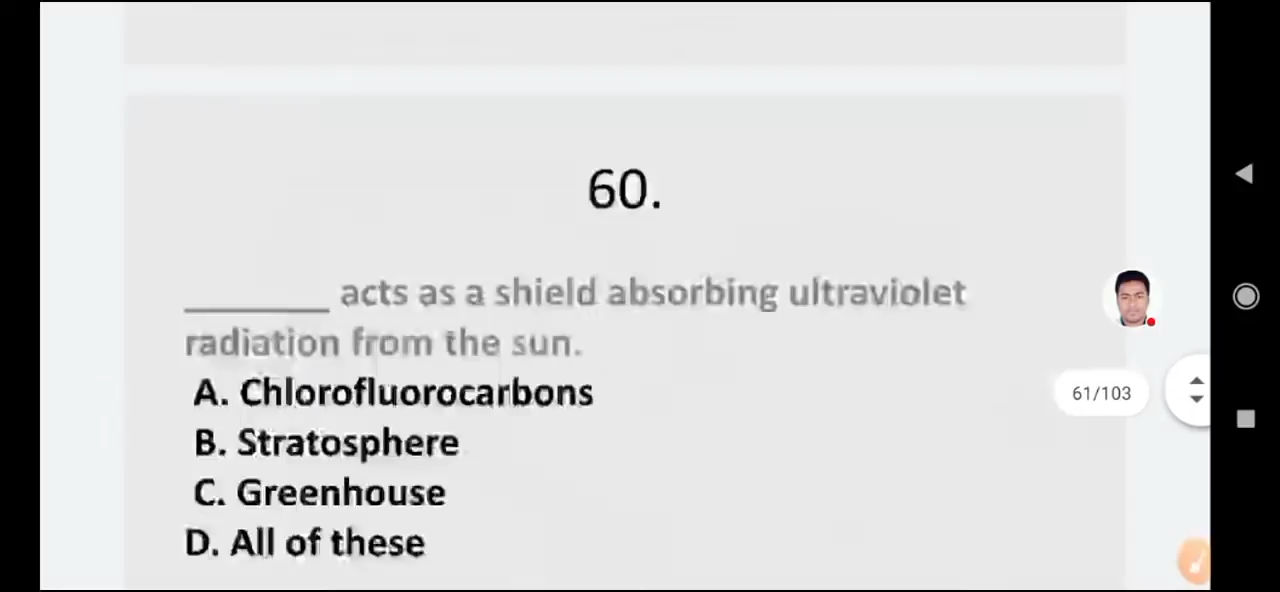 60.
________ acts as a shield absorbing ultraviolet
radiation from the sun.
A. Chlorofluorocarbons
B. Stratosphere
C. Greenhouse
D. All of these
61/103